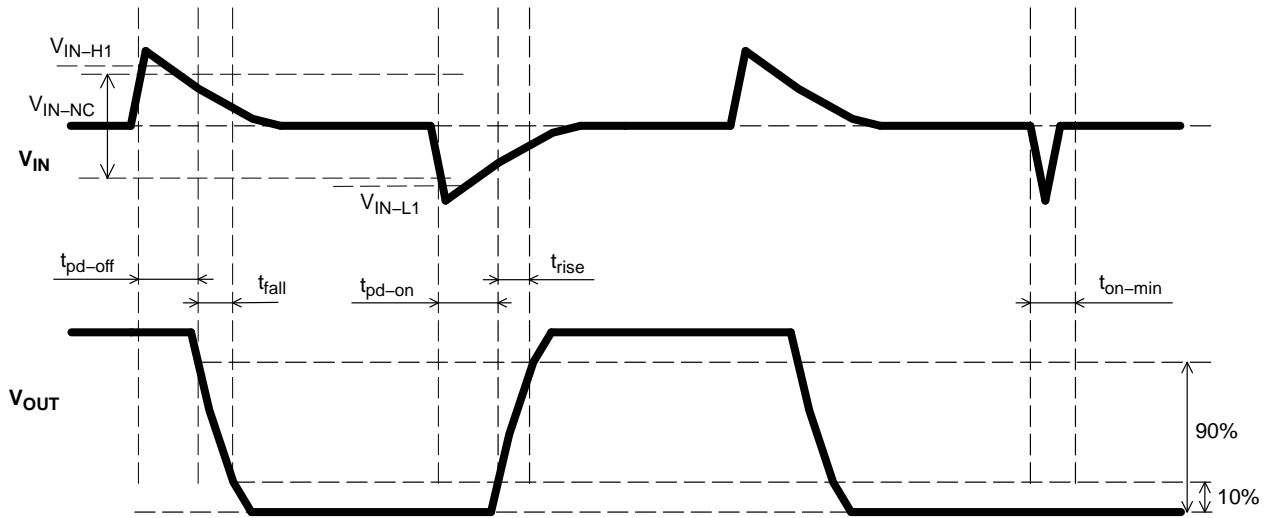 V_IN−H1
V_IN−NC
V_IN
V_IN−L1
t_pd−off
t_fall
t_pd−on
t_rise
t_on−min
V_OUT
90%
10%